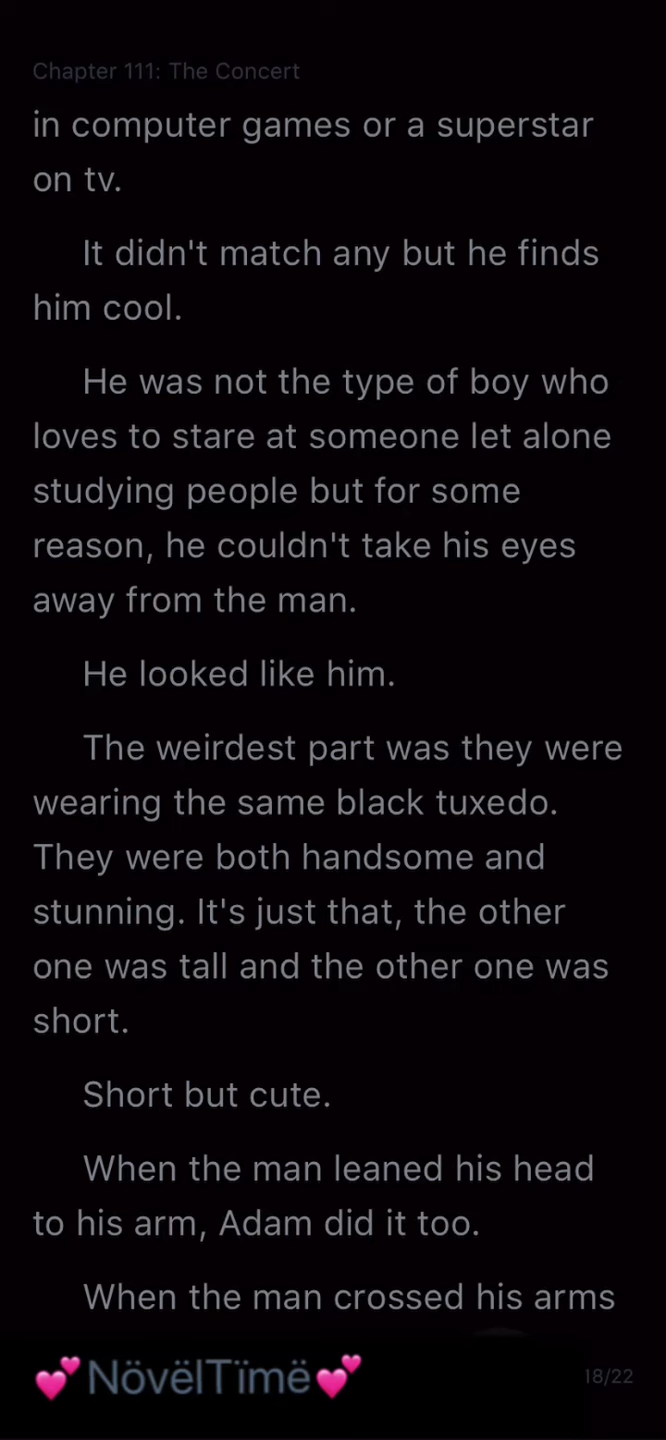 Chapter 111: The Concert
in computer games or a superstar
on tv.
It didn't match any but he finds
him cool.
He was not the type of boy who
loves to stare at someone let alone
studying people but for some
reason, he couldn't take his eyes
away from the man.
He looked like him.
The weirdest part was they were
wearing the same black tuxedo.
They were both handsome and
stunning. It's just that, the other
one was tall and the other one was
short.
Short but cute.
When the man leaned his head
to his arm, Adam did it too.
When the man crossed his arms
💕NövëlTïmë💕
18/22